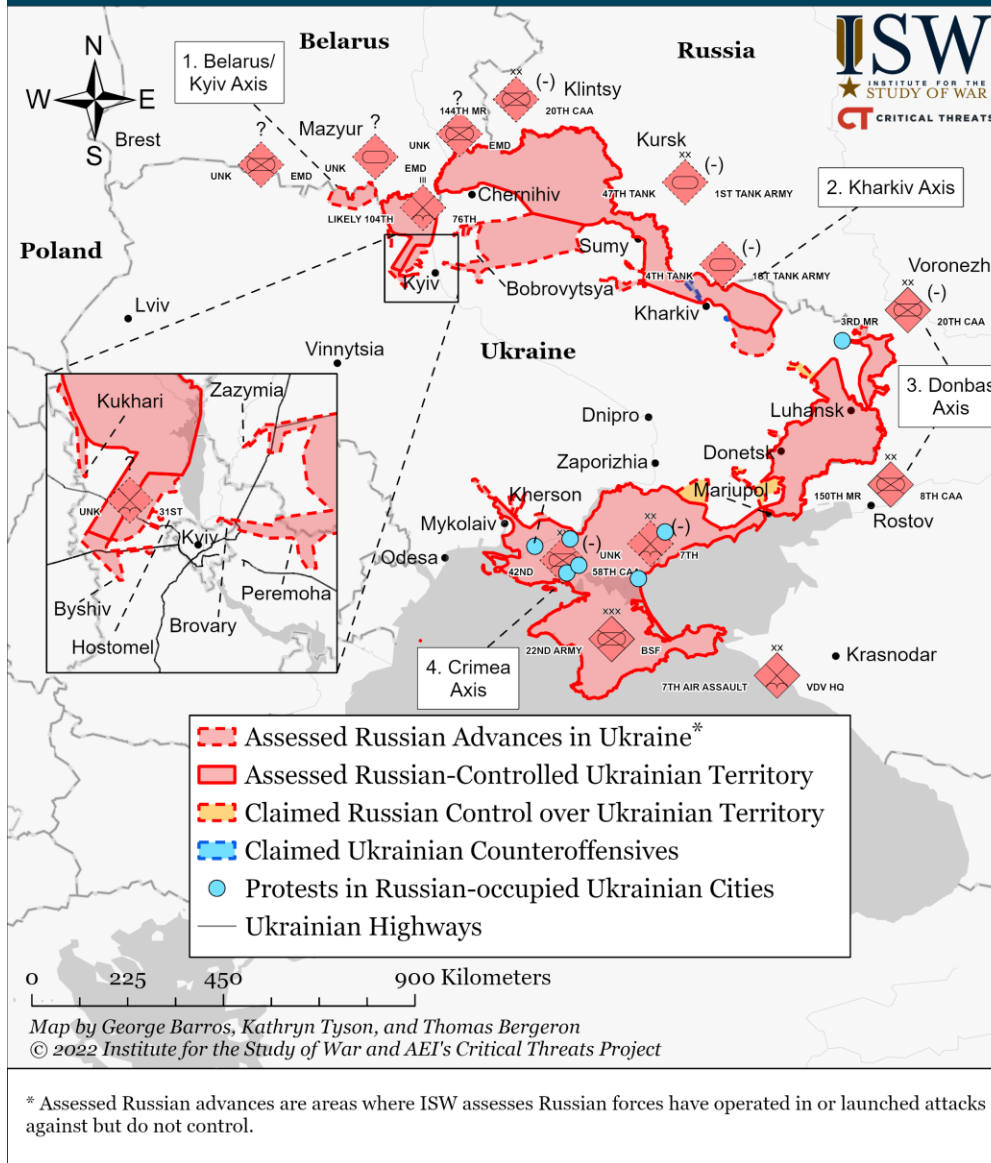 Belarus
Russia
ISW
INSTITUTE FOR THE
STUDY OF WAR
CT CRITICAL THREATS
N
W E
S
1. Belarus/
Kyiv Axis
Brest
Mazyur
?
?
?
UNK EMD
UNK EMD
144TH MR
UNK EMD
xx
(-)
Klintsy
20TH CAA
Kursk
xx
(-)
47TH TANK 1ST TANK ARMY
2. Kharkiv Axis
III
LIKELY 104TH 76TH
Chernihiv
Poland
Kyiv
Sumy
Bobrovytsya
(-)
4TH TANK 1ST TANK ARMY
Kharkiv
Voronezh
xx
(-)
3RD MR 20TH CAA
Lviv
Vinnytsia
Ukraine
3. Donbas
Axis
Dnipro
Luhansk
Zaporizhia
Donetsk
Mariupol
xx
150TH MR 8TH CAA
Rostov
Kherson
Mykolaiv
Odesa
(-)
42ND 58TH CAA
xx
(-)
UNK 7TH
Kukhari
Zazymia
?
UNK 31ST
Kyiv
Byshiv
Hostomel
Brovary
Peremoha
4. Crimea
Axis
xxx
22ND ARMY BSF
xx
7TH AIR ASSAULT VDV HQ
Krasnodar
Assessed Russian Advances in Ukraine*
Assessed Russian-Controlled Ukrainian Territory
Claimed Russian Control over Ukrainian Territory
Claimed Ukrainian Counteroffensives
Protests in Russian-occupied Ukrainian Cities
Ukrainian Highways
0 225 450 900 Kilometers
Map by George Barros, Kathryn Tyson, and Thomas Bergeron
© 2022 Institute for the Study of War and AEI's Critical Threats Project
* Assessed Russian advances are areas where ISW assesses Russian forces have operated in or launched attacks
against but do not control.